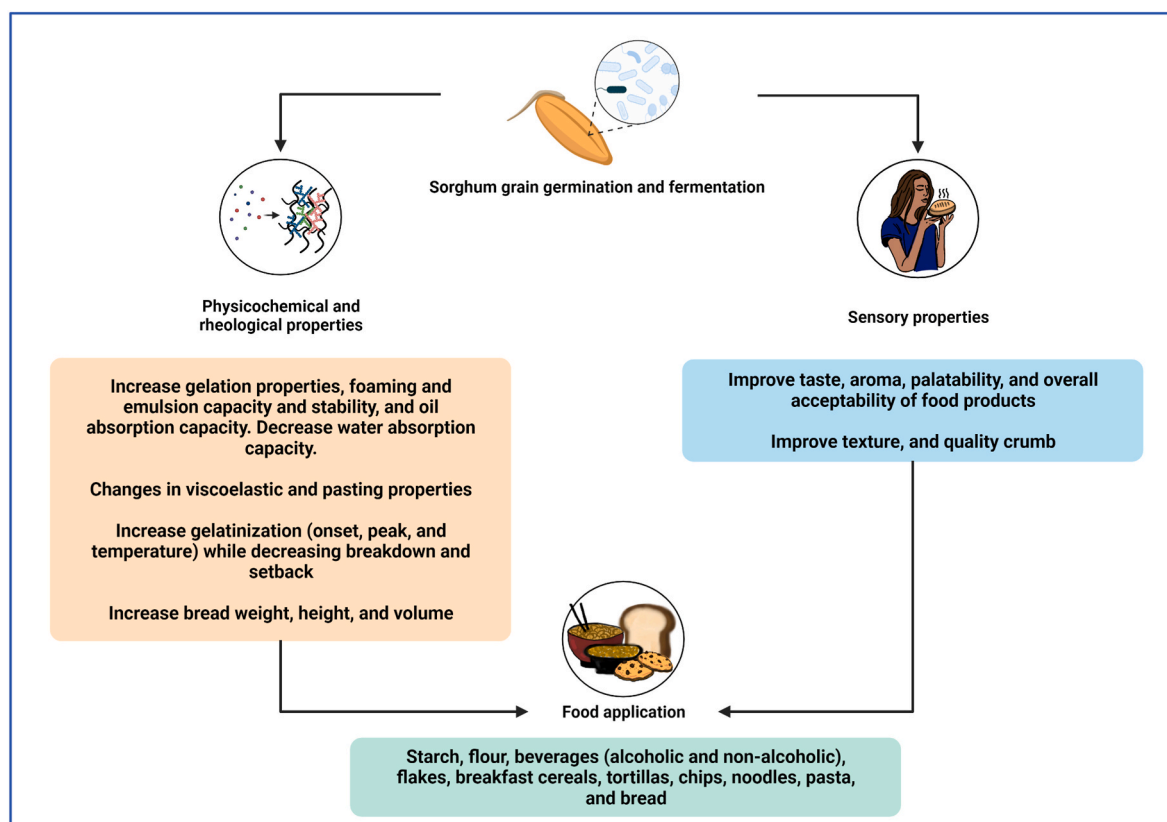 Sorghum grain germination and fermentation
Physicochemical and
rheological properties
Sensory properties
Increase gelation properties, foaming and
emulsion capacity and stability, and oil
absorption capacity. Decrease water absorption
capacity.
Changes in viscoelastic and pasting properties
Increase gelatinization (onset, peak, and
temperature) while decreasing breakdown and
setback
Increase bread weight, height, and volume
Improve taste, aroma, palatability, and overall
acceptability of food products
Improve texture, and quality crumb
Food application
Starch, flour, beverages (alcoholic and non-alcoholic),
flakes, breakfast cereals, tortillas, chips, noodles, pasta,
and bread